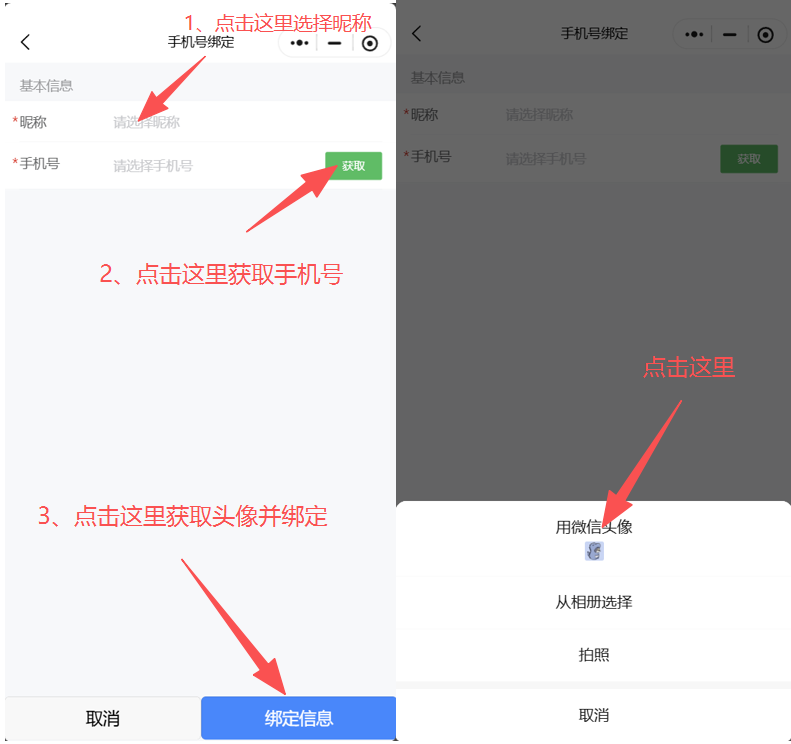 1、点击这里选择昵称
手机号绑定
基本信息
*昵称
请选择昵称
*手机号
请选择手机号
获取
2、点击这里获取手机号
3、点击这里获取头像并绑定
取消
绑定信息
手机号绑定
基本信息
*昵称
请选择昵称
*手机号
请选择手机号
获取
点击这里
用微信头像
从相册选择
拍照
取消